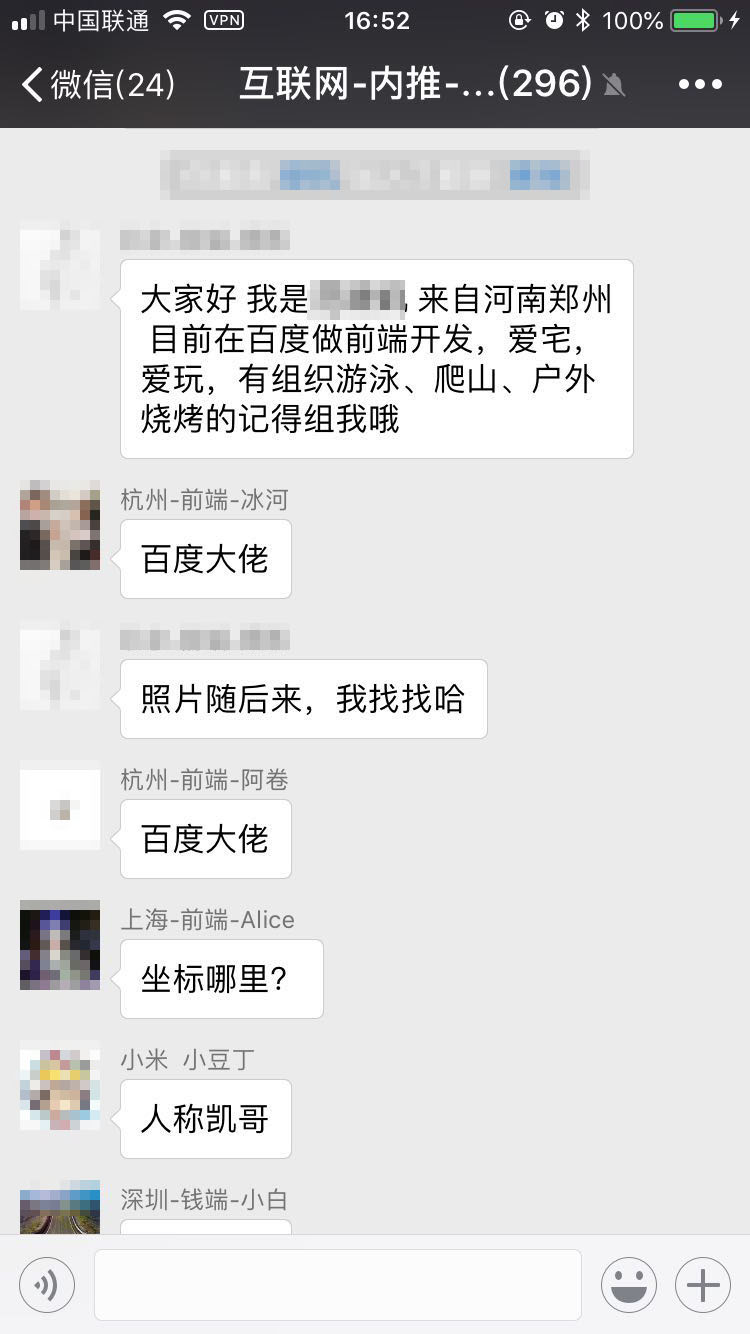 中国联通 VPN 16:52 100%
微信(24) 互联网-内推-...(296)
大家好 我是 来自河南郑州
目前在百度做前端开发，爱宅，
爱玩，有组织游泳、爬山、户外
烧烤的记得组我哦
杭州-前端-冰河
百度大佬
照片随后来，我找找哈
杭州-前端-阿卷
百度大佬
上海-前端-Alice
坐标哪里?
小米 小豆丁
人称凯哥
深圳-钱端-小白